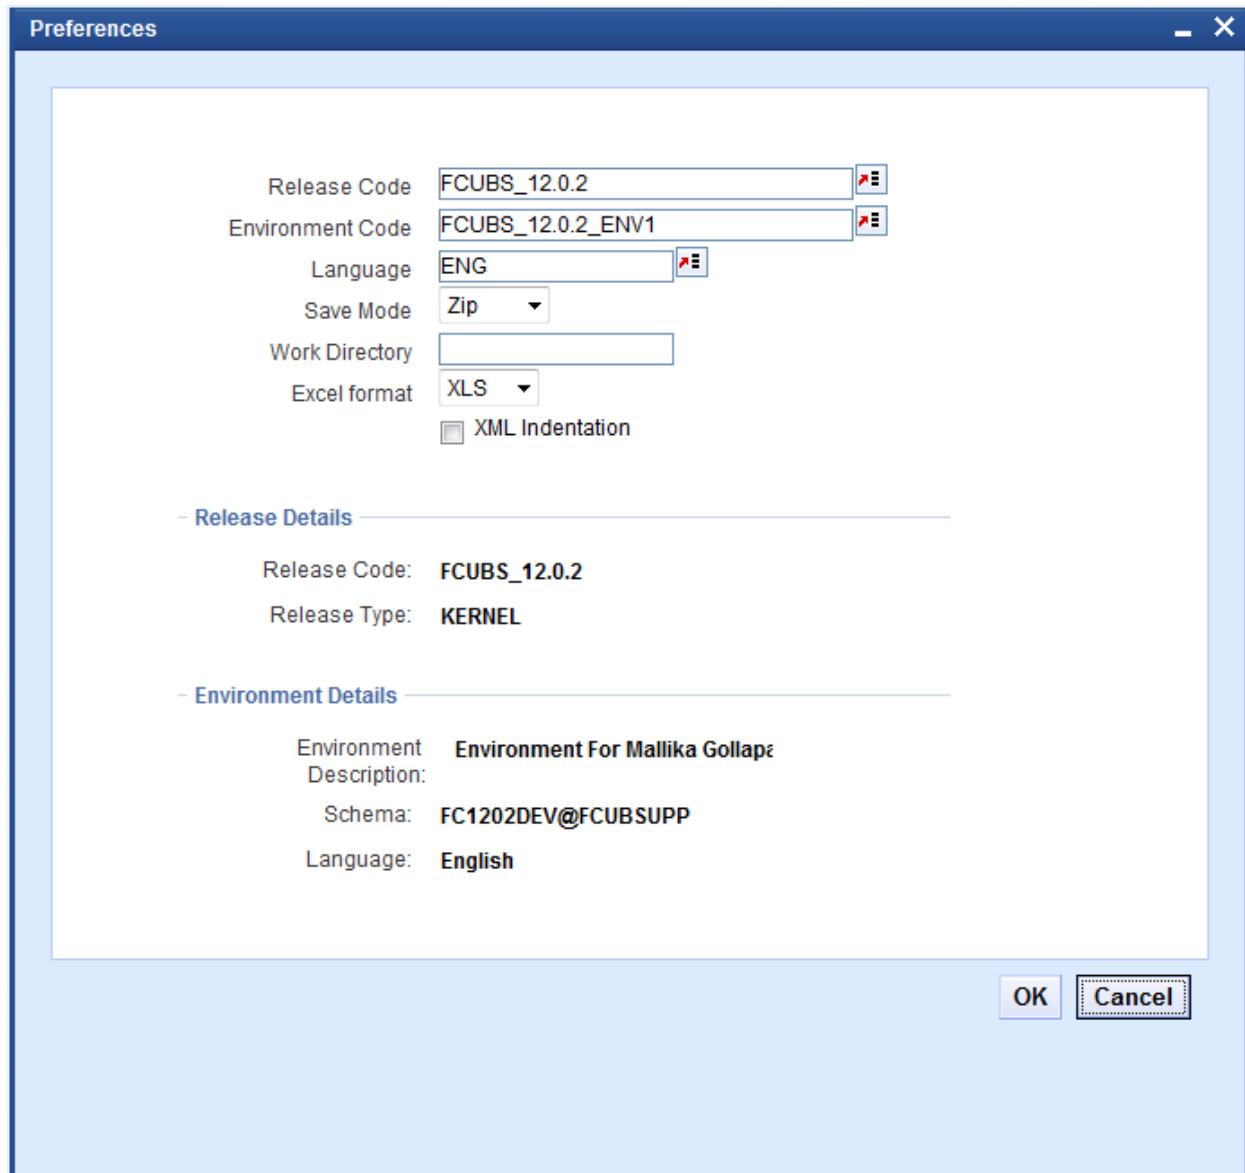 Preferences
Release Code FCUBS_12.0.2
Environment Code FCUBS_12.0.2_ENV1
Language ENG
Save Mode Zip
Work Directory
Excel format XLS
XML Indentation
Release Details
Release Code: FCUBS_12.0.2
Release Type: KERNEL
Environment Details
Environment Environment For Mallika Gollapa
Description:
Schema: FC1202DEV@FCUBSUPP
Language: English
OK Cancel